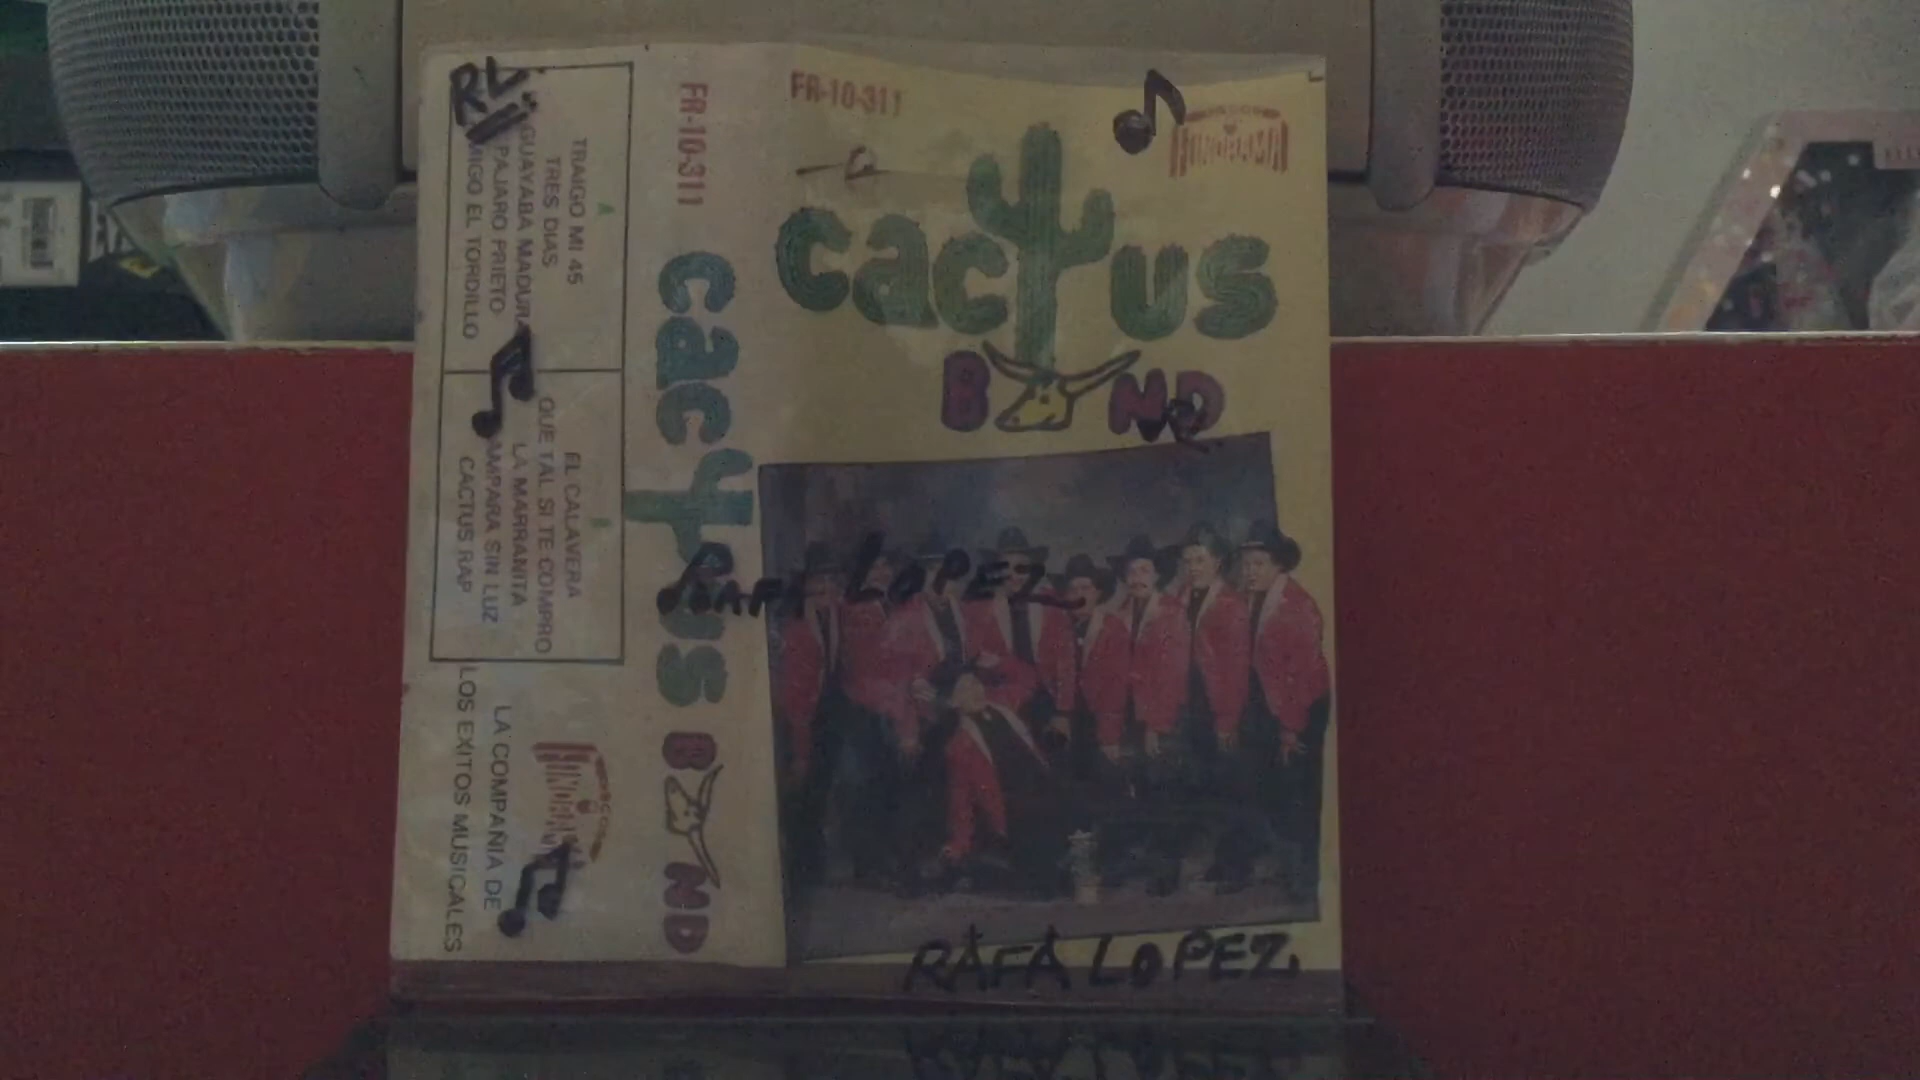 FR-10-311
cactus
BAND
RAFA LOPEZ
RAFA LOPEZ
FR-10-311
cactus BAND
RL
A
TRAIGO MI 45
TRES DIAS
GUAYABA MADURA
PAJARO PRIETO
EL TORDILLO
A
EL CALAVERA
QUE TAL SI TE COMPRO
LA MARRANITA
LAMPARA SIN LUZ
CACTUS RAP
LA COMPAÑIA DE
LOS EXITOS MUSICALES